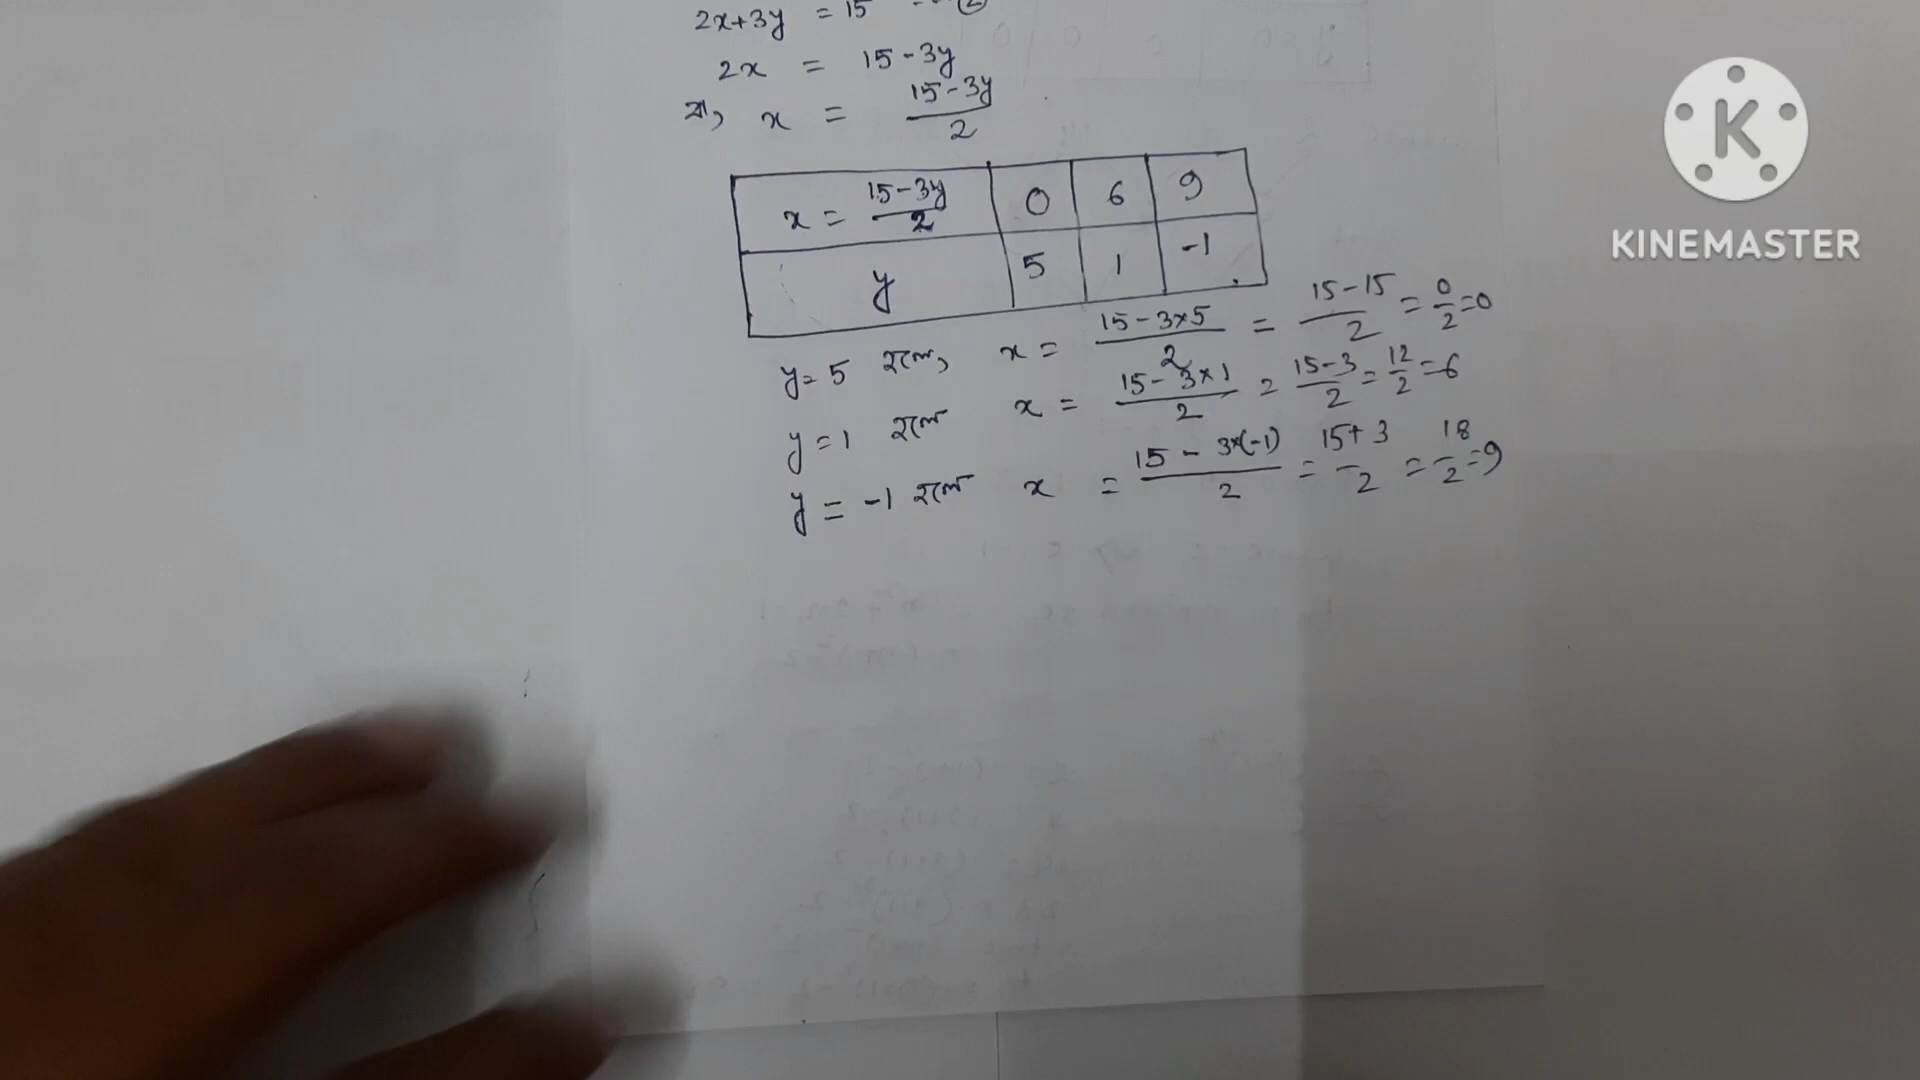 2x+3y = 15 ②
2x = 15-3y
বা, x = 15-3y / 2
x = 15-3y / 2 0 6 9
y 5 1 -1
y = 5 হলে, x = 15-3×5 / 2 = 15-15 / 2 = 0/2 = 0
y = 1 হলে x = 15-3×1 / 2 = 15-3 / 2 = 12/2 = 6
y = -1 হলে x = 15 - 3×(-1) / 2 = 15+3 / 2 = 18/2 = 9
K
KINEMASTER